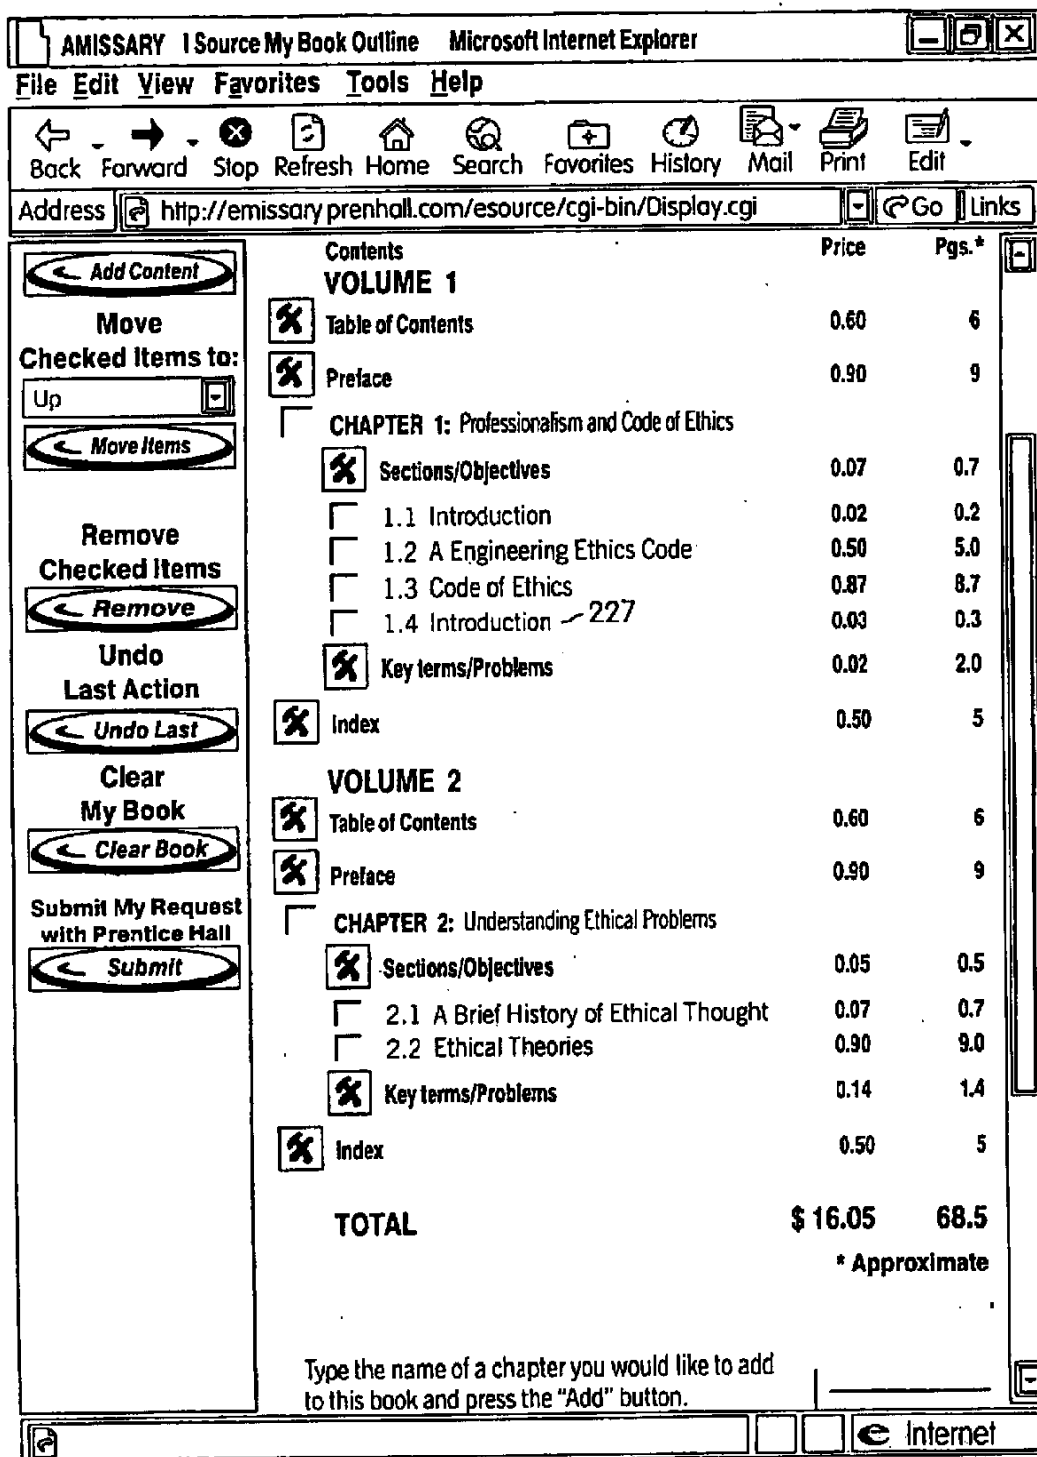 AMISSARY I Source My Book Outline Microsoft Internet Explorer
File Edit View Favorites Tools Help
Back Forward Stop Refresh Home Search Favorites History Mail Print Edit
Address http://emissary prenhall.com/esource/cgi-bin/Display.cgi Go Links
Add Content
Move
Checked Items to:
Up
Move Items
Remove
Checked Items
Remove
Undo
Last Action
Undo Last
Clear
My Book
Clear Book
Submit My Request
with Prentice Hall
Submit
Contents Price Pgs.*
VOLUME 1
Table of Contents 0.60 6
Preface 0.90 9
CHAPTER 1: Professionalism and Code of Ethics
Sections/Objectives 0.07 0.7
1.1 Introduction 0.02 0.2
1.2 A Engineering Ethics Code 0.50 5.0
1.3 Code of Ethics 0.87 8.7
1.4 Introduction 227 0.03 0.3
Key terms/Problems 0.02 2.0
Index 0.50 5
VOLUME 2
Table of Contents 0.60 6
Preface 0.90 9
CHAPTER 2: Understanding Ethical Problems
Sections/Objectives 0.05 0.5
2.1 A Brief History of Ethical Thought 0.07 0.7
2.2 Ethical Theories 0.90 9.0
Key terms/Problems 0.14 1.4
Index 0.50 5
TOTAL $ 16.05 68.5
* Approximate
Type the name of a chapter you would like to add
to this book and press the "Add" button.
Internet